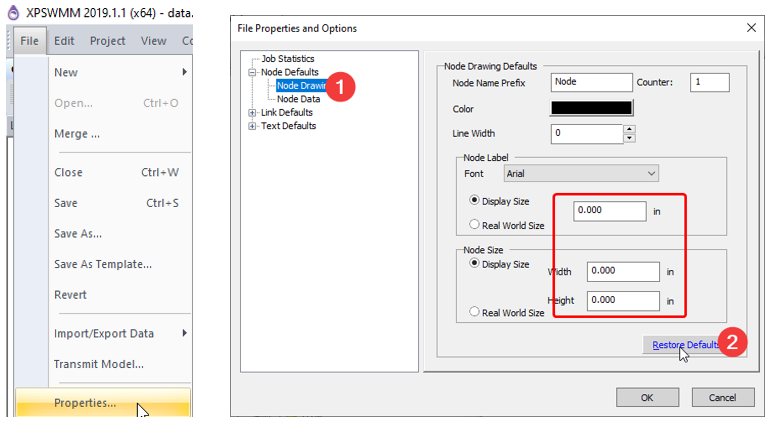 XPSWMM 2019.1.1 (x64) - data.
File Edit Project View Co
New
Open... Ctrl+O
Merge ...
Close Ctrl+W
Save Ctrl+S
Save As...
Save As Template...
Revert
Import/Export Data
Transmit Model...
Properties...
File Properties and Options
Job Statistics
Node Defaults
Node Drawin
1
Node Data
Link Defaults
Text Defaults
Node Drawing Defaults
Node Name Prefix Node Counter: 1
Color
Line Width 0
Node Label
Font Arial
Display Size 0.000 in
Real World Size
Node Size
Display Size Width 0.000 in
Height 0.000 in
Real World Size
Restore Default
2
OK Cancel